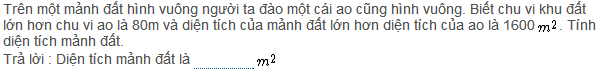 Trên một mảnh đất hình vuông người ta đào một cái ao cũng hình vuông. Biết chu vi khu đất
lớn hơn chu vi ao là 80m và diện tích của mảnh đất lớn hơn diện tích của ao là 1600 m². Tính
diện tích mảnh đất.
Trả lời : Diện tích mảnh đất là ............ m²